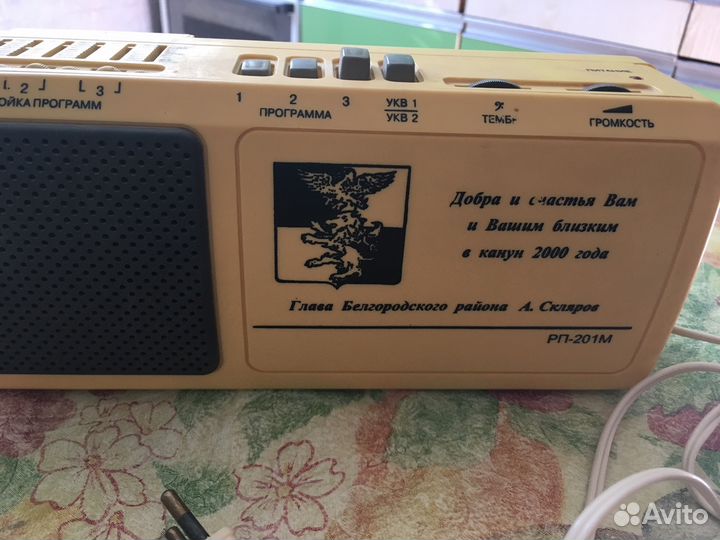 2 3
ОЙКА ПРОГРАММ
1 2 3 УКВ 1
ПРОГРАММА УКВ 2
ТЕМБР
ГРОМКОСТЬ
Добра и счастья Вам
и Вашим близким
в канун 2000 года
Глава Белгородского района А. Скляров
РП-201М
Avito